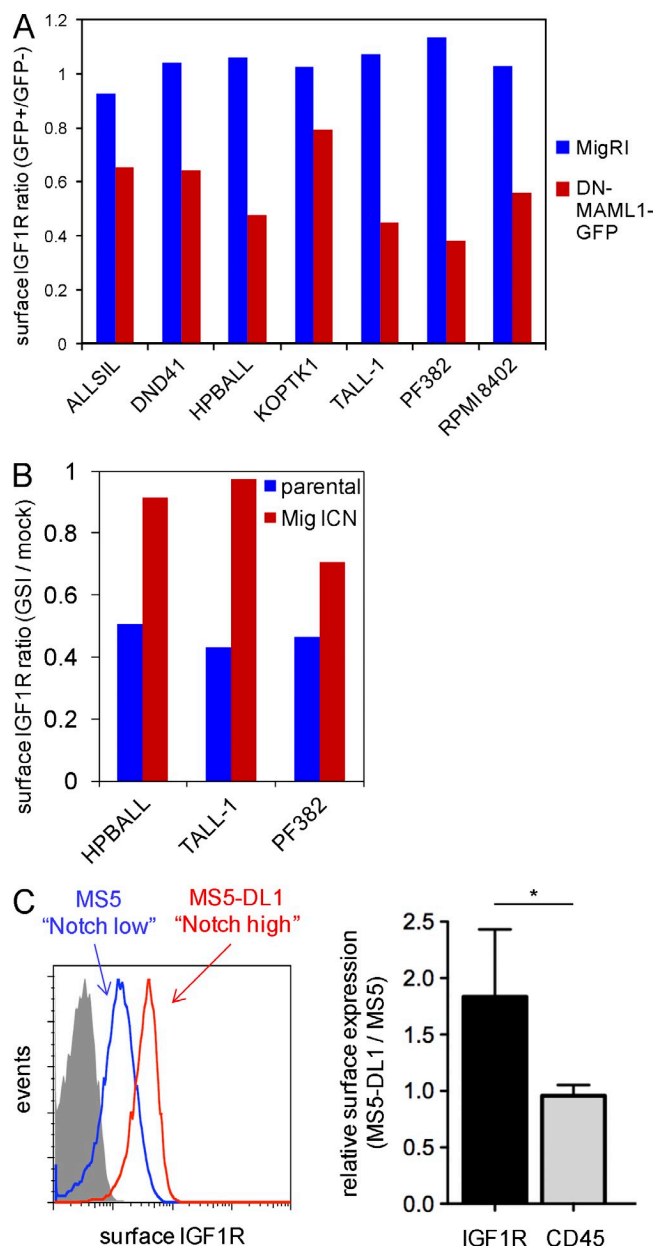 A
surface IGF1R ratio (GFP+/GFP-)
1.2
1
0.8
0.6
0.4
0.2
0
MigRI
DN-
MAML1-
GFP
ALLSIL
DND41
HPBALL
KOPTK1
TALL-1
PF382
RPMI 8402
B
surface IGF1R ratio (GSI / mock)
1
0.8
0.6
0.4
0.2
0
parental
Mig ICN
HPBALL
TALL-1
PF382
C
MS5
"Notch low"
MS5-DL1
"Notch high"
events
surface IGF1R
relative surface expression
(MS5-DL1 / MS5)
2.5
2.0
1.5
1.0
0.5
0.0
*
IGF1R
CD45